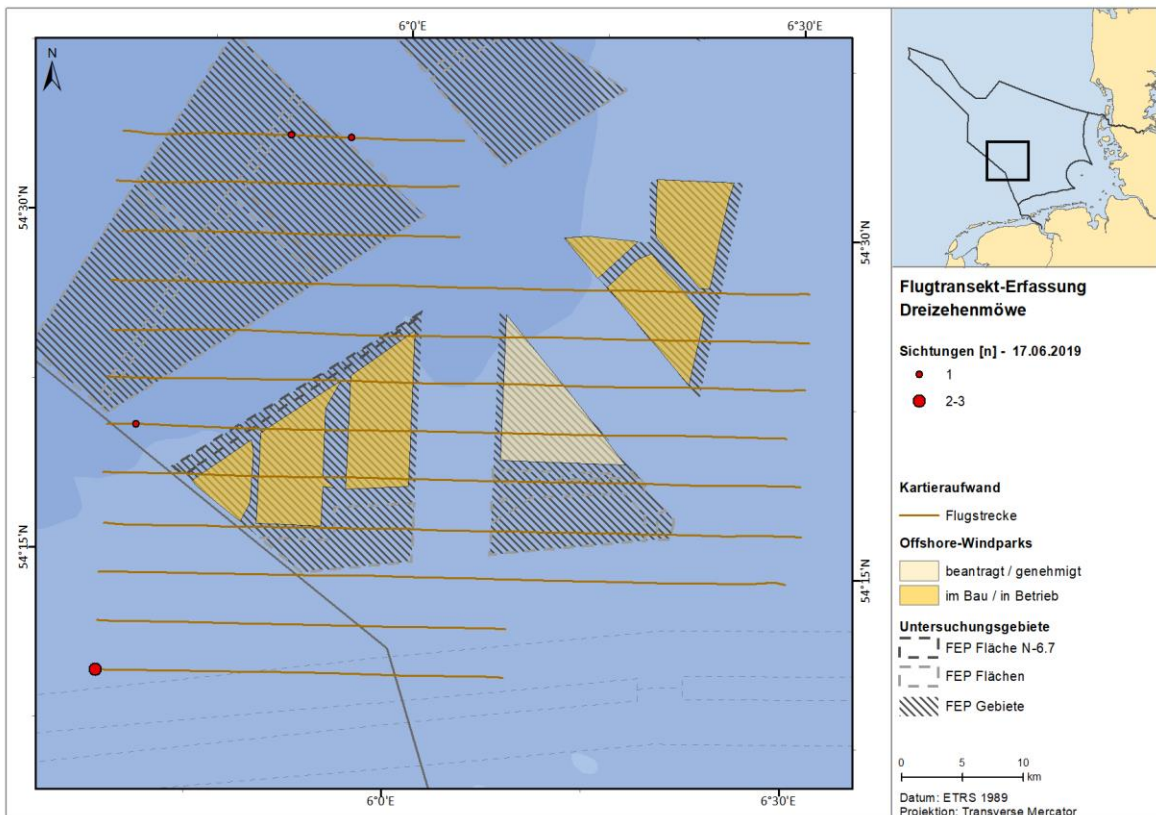 6°0'E
6°30'E
N
54°30'N
54°30'N
54°15'N
54°15'N
6°0'E
6°30'E
Flugtransekt-Erfassung
Dreizehenmöwe
Sichtungen [n] - 17.06.2019
1
2-3
Kartieraufwand
Flugstrecke
Offshore-Windparks
beantragt / genehmigt
im Bau / in Betrieb
Untersuchungsgebiete
FEP Fläche N-6.7
FEP Flächen
FEP Gebiete
0 5 10
km
Datum: ETRS 1989
Projektion: Transverse Mercator